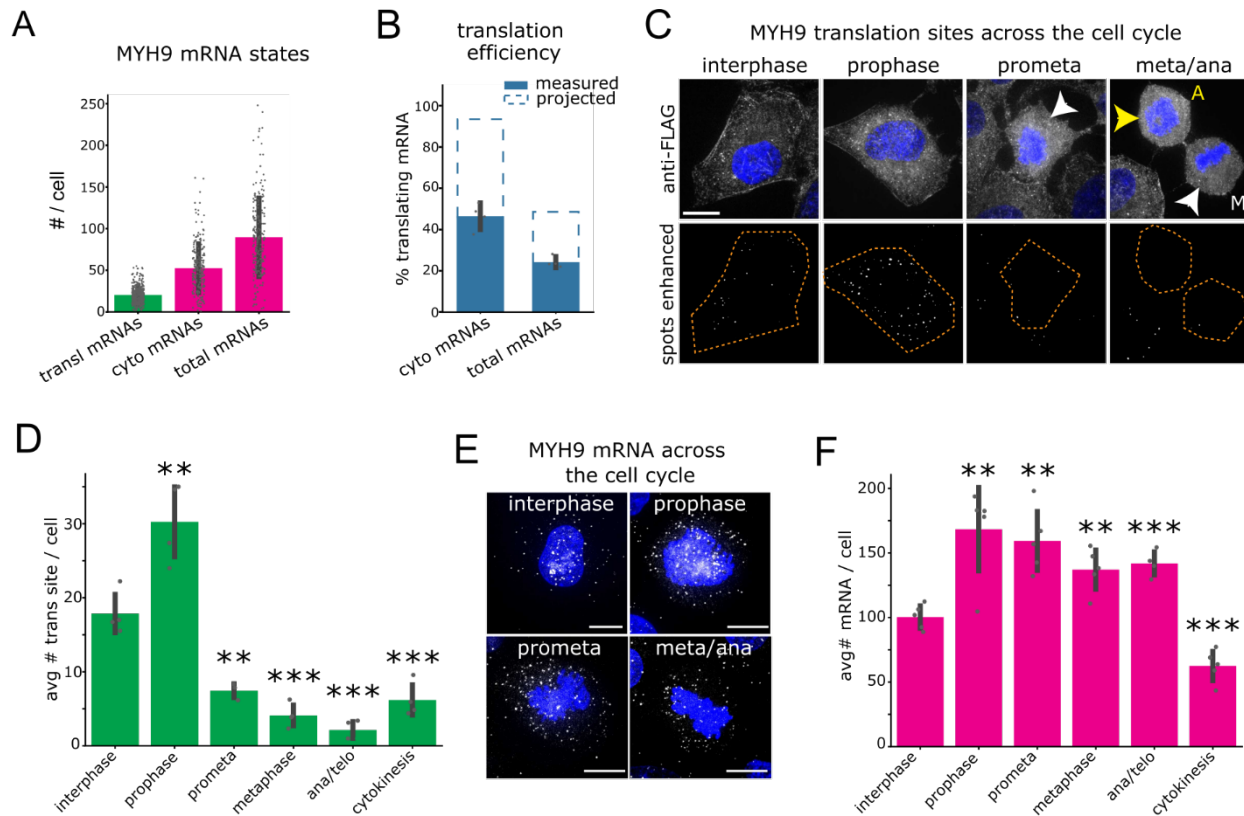 A
MYH9 mRNA states
# / cell
250
200
150
100
50
0
transl mRNAs
cyto mRNAs
total mRNAs
B
translation
efficiency
measured
projected
% translating mRNA
100
80
60
40
20
0
cyto mRNAs
total mRNAs
C
MYH9 translation sites across the cell cycle
interphase
prophase
prometa
meta/ana
anti-FLAG
A
M
spots enhanced
D
avg # trans site / cell
30
20
10
0
**
**
***
***
***
interphase
prophase
prometa
metaphase
ana/telo
cytokinesis
E
MYH9 mRNA across
the cell cycle
interphase
prophase
prometa
meta/ana
F
avg# mRNA / cell
200
150
100
50
0
**
**
**
***
***
interphase
prophase
prometa
metaphase
ana/telo
cytokinesis